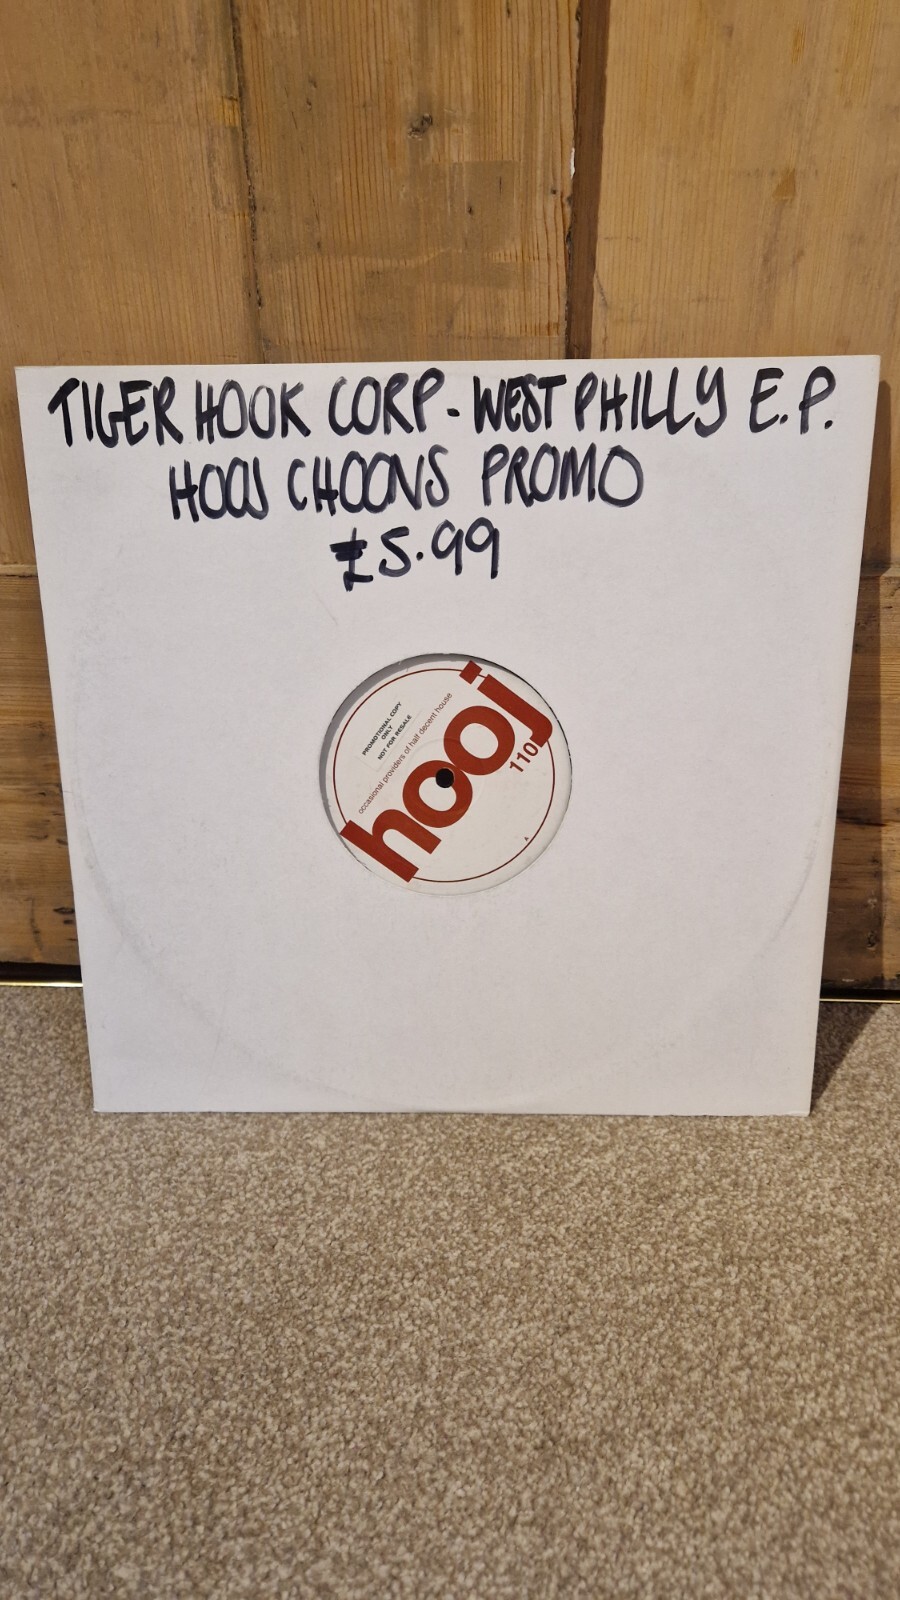 TIGER HOOK CORP. - WEST PHILLY E.P.
HOOJ CHOONS PROMO
£5.99
PROMOTIONAL COPY
ONLY
NOT FOR RESALE
occasional providers of half decent house
hooj
110
A